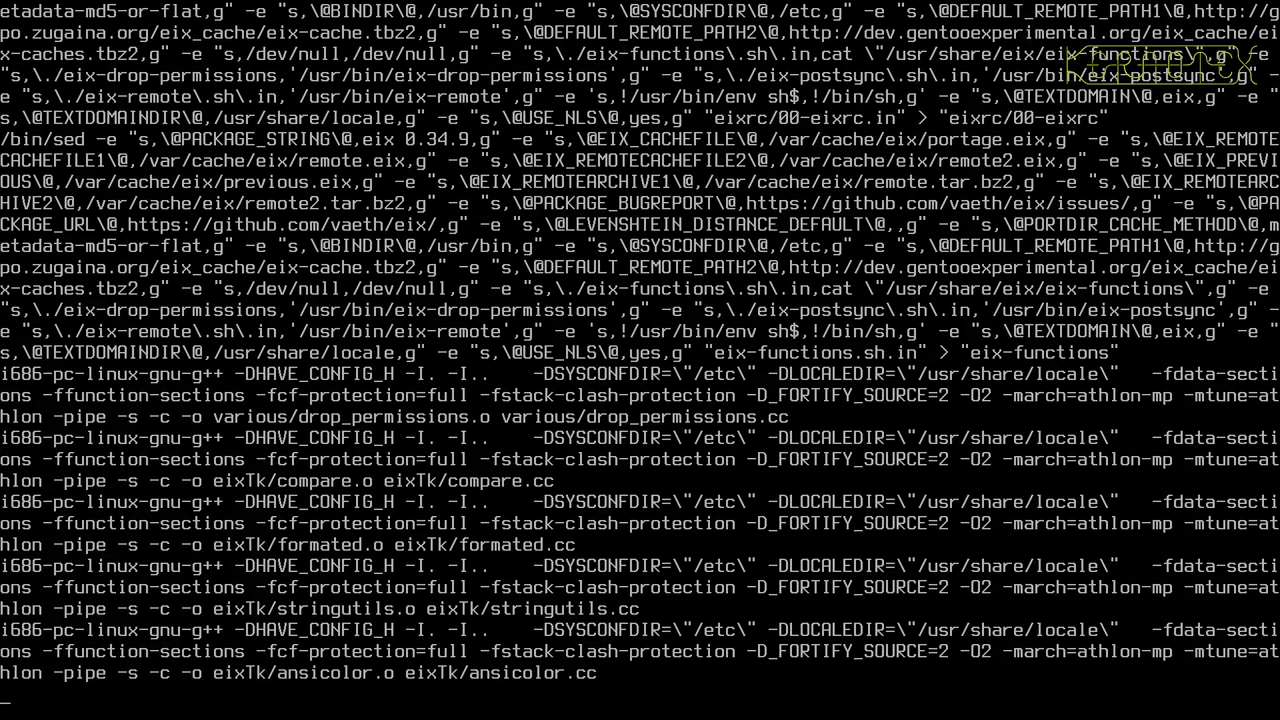 etadata-md5-or-flat,g" -e "s,\@BINDIR\@,/usr/bin,g" -e "s,\@SYSCONFDIR\@,/etc,g" -e "s,\@DEFAULT_REMOTE_PATH1\@,http://g
po.zugaina.org/eix_cache/eix-cache.tbz2,g" -e "s,\@DEFAULT_REMOTE_PATH2\@,http://dev.gentooexperimental.org/eix_cache/ei
x-caches.tbz2,g" -e "s,/dev/null,/dev/null,g" -e "s,\./eix-functions\.sh\.in,cat \"/usr/share/eix/eix-functions\",g" -e
"s,\./eix-drop-permissions,'/usr/bin/eix-drop-permissions',g" -e "s,\./eix-postsync\.sh\.in,'/usr/bin/eix-postsync',g" -
e "s,\./eix-remote\.sh\.in,'/usr/bin/eix-remote',g" -e 's,!/usr/bin/env sh$,!/bin/sh,g' -e "s,\@TEXTDOMAIN\@,eix,g" -e "
s,\@TEXTDOMAINDIR\@,/usr/share/locale,g" -e "s,\@USE_NLS\@,yes,g" "eixrc/00-eixrc.in" > "eixrc/00-eixrc"
/bin/sed -e "s,\@PACKAGE_STRING\@,eix 0.34.9,g" -e "s,\@EIX_CACHEFILE\@,/var/cache/eix/portage.eix,g" -e "s,\@EIX_REMOTE
CACHEFILE1\@,/var/cache/eix/remote.eix,g" -e "s,\@EIX_REMOTECACHEFILE2\@,/var/cache/eix/remote2.eix,g" -e "s,\@EIX_PREVI
OUS\@,/var/cache/eix/previous.eix,g" -e "s,\@EIX_REMOTEARCHIVE1\@,/var/cache/eix/remote.tar.bz2,g" -e "s,\@EIX_REMOTEARC
HIVE2\@,/var/cache/eix/remote2.tar.bz2,g" -e "s,\@PACKAGE_BUGREPORT\@,https://github.com/vaeth/eix/issues/,g" -e "s,\@PA
CKAGE_URL\@,https://github.com/vaeth/eix/,g" -e "s,\@LEVENSHTEIN_DISTANCE_DEFAULT\@,,g" -e "s,\@PORTDIR_CACHE_METHOD\@,m
etadata-md5-or-flat,g" -e "s,\@BINDIR\@,/usr/bin,g" -e "s,\@SYSCONFDIR\@,/etc,g" -e "s,\@DEFAULT_REMOTE_PATH1\@,http://g
po.zugaina.org/eix_cache/eix-cache.tbz2,g" -e "s,\@DEFAULT_REMOTE_PATH2\@,http://dev.gentooexperimental.org/eix_cache/ei
x-caches.tbz2,g" -e "s,/dev/null,/dev/null,g" -e "s,\./eix-functions\.sh\.in,cat \"/usr/share/eix/eix-functions\",g" -e
"s,\./eix-drop-permissions,'/usr/bin/eix-drop-permissions',g" -e "s,\./eix-postsync\.sh\.in,'/usr/bin/eix-postsync',g" -
e "s,\./eix-remote\.sh\.in,'/usr/bin/eix-remote',g" -e 's,!/usr/bin/env sh$,!/bin/sh,g' -e "s,\@TEXTDOMAIN\@,eix,g" -e "
s,\@TEXTDOMAINDIR\@,/usr/share/locale,g" -e "s,\@USE_NLS\@,yes,g" "eix-functions.sh.in" > "eix-functions"
i686-pc-linux-gnu-g++ -DHAVE_CONFIG_H -I. -I..    -DSYSCONFDIR=\"/etc\" -DLOCALEDIR=\"/usr/share/locale\"   -fdata-secti
ons -ffunction-sections -fcf-protection=full -fstack-clash-protection -D_FORTIFY_SOURCE=2 -O2 -march=athlon-mp -mtune=at
hlon -pipe -s -c -o various/drop_permissions.o various/drop_permissions.cc
i686-pc-linux-gnu-g++ -DHAVE_CONFIG_H -I. -I..    -DSYSCONFDIR=\"/etc\" -DLOCALEDIR=\"/usr/share/locale\"   -fdata-secti
ons -ffunction-sections -fcf-protection=full -fstack-clash-protection -D_FORTIFY_SOURCE=2 -O2 -march=athlon-mp -mtune=at
hlon -pipe -s -c -o eixTk/compare.o eixTk/compare.cc
i686-pc-linux-gnu-g++ -DHAVE_CONFIG_H -I. -I..    -DSYSCONFDIR=\"/etc\" -DLOCALEDIR=\"/usr/share/locale\"   -fdata-secti
ons -ffunction-sections -fcf-protection=full -fstack-clash-protection -D_FORTIFY_SOURCE=2 -O2 -march=athlon-mp -mtune=at
hlon -pipe -s -c -o eixTk/formated.o eixTk/formated.cc
i686-pc-linux-gnu-g++ -DHAVE_CONFIG_H -I. -I..    -DSYSCONFDIR=\"/etc\" -DLOCALEDIR=\"/usr/share/locale\"   -fdata-secti
ons -ffunction-sections -fcf-protection=full -fstack-clash-protection -D_FORTIFY_SOURCE=2 -O2 -march=athlon-mp -mtune=at
hlon -pipe -s -c -o eixTk/stringutils.o eixTk/stringutils.cc
i686-pc-linux-gnu-g++ -DHAVE_CONFIG_H -I. -I..    -DSYSCONFDIR=\"/etc\" -DLOCALEDIR=\"/usr/share/locale\"   -fdata-secti
ons -ffunction-sections -fcf-protection=full -fstack-clash-protection -D_FORTIFY_SOURCE=2 -O2 -march=athlon-mp -mtune=at
hlon -pipe -s -c -o eixTk/ansicolor.o eixTk/ansicolor.cc
_